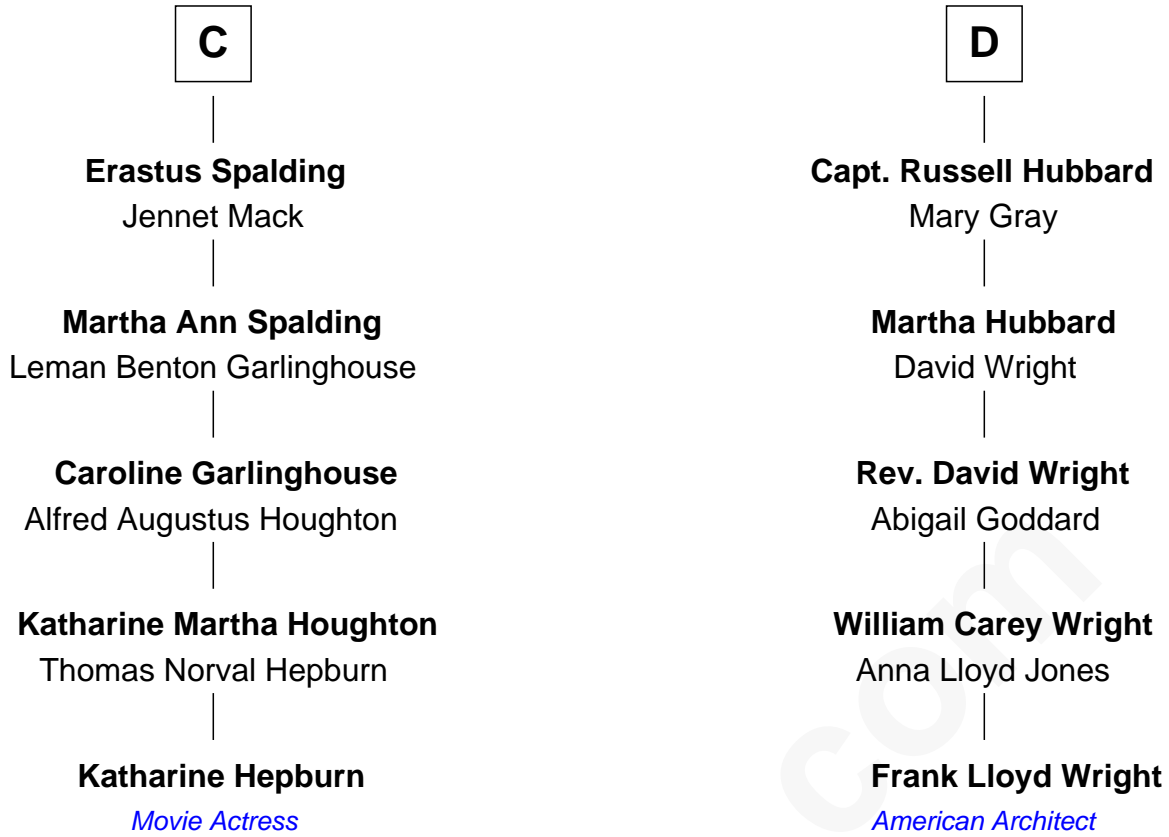 C
Erastus Spalding
Jennet Mack
Martha Ann Spalding
Leman Benton Garlinghouse
Caroline Garlinghouse
Alfred Augustus Houghton
Katharine Martha Houghton
Thomas Norval Hepburn
Katharine Hepburn
Movie Actress
D
Capt. Russell Hubbard
Mary Gray
Martha Hubbard
David Wright
Rev. David Wright
Abigail Goddard
William Carey Wright
Anna Lloyd Jones
Frank Lloyd Wright
American Architect
com